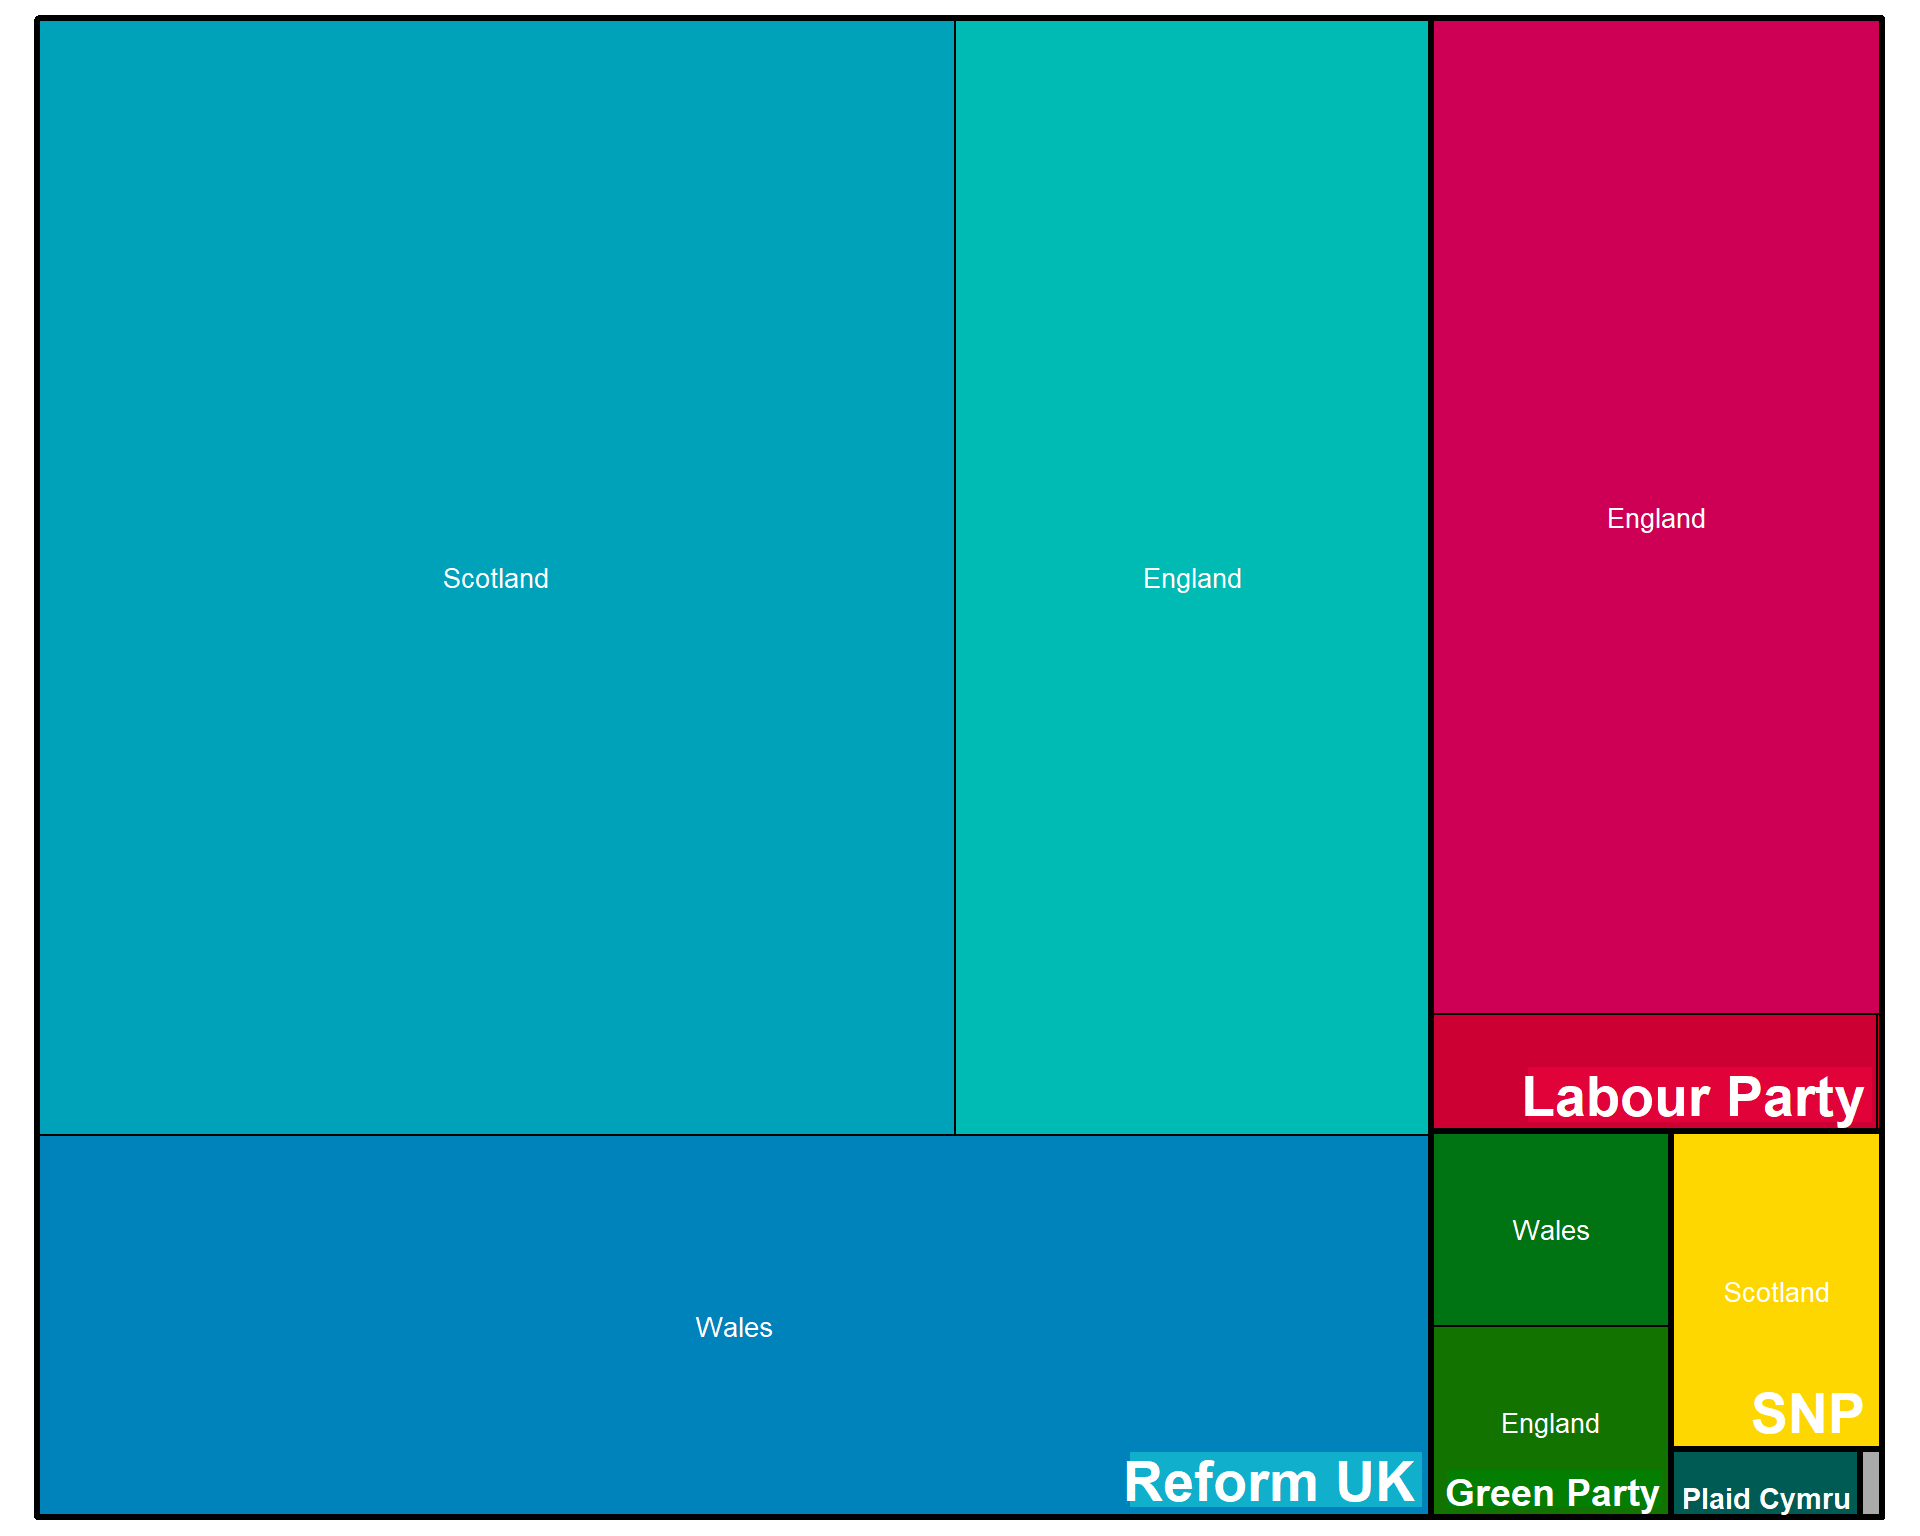 Scotland
England
England
Labour Party
Wales
Reform UK
Wales
England
Green Party
Scotland
SNP
Plaid Cymru